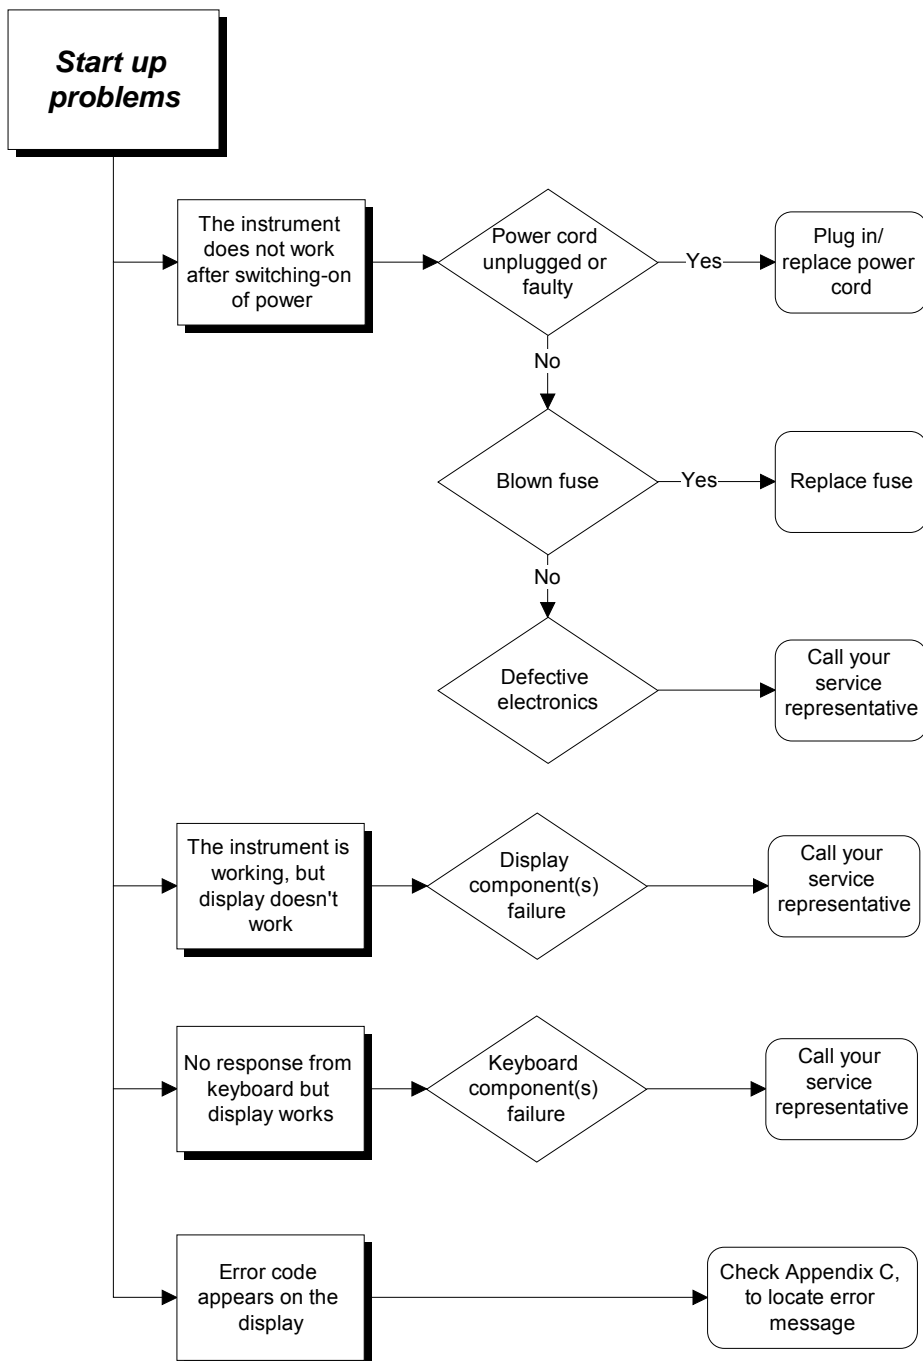 Start up
problems
The instrument
does not work
after switching-on
of power
Power cord
unplugged or
faulty
Yes
Plug in/
replace power
cord
No
Blown fuse
Yes
Replace fuse
No
Defective
electronics
Call your
service
representative
The instrument is
working, but
display doesn't
work
Display
component(s)
failure
Call your
service
representative
No response from
keyboard but
display works
Keyboard
component(s)
failure
Call your
service
representative
Error code
appears on the
display
Check Appendix C,
to locate error
message